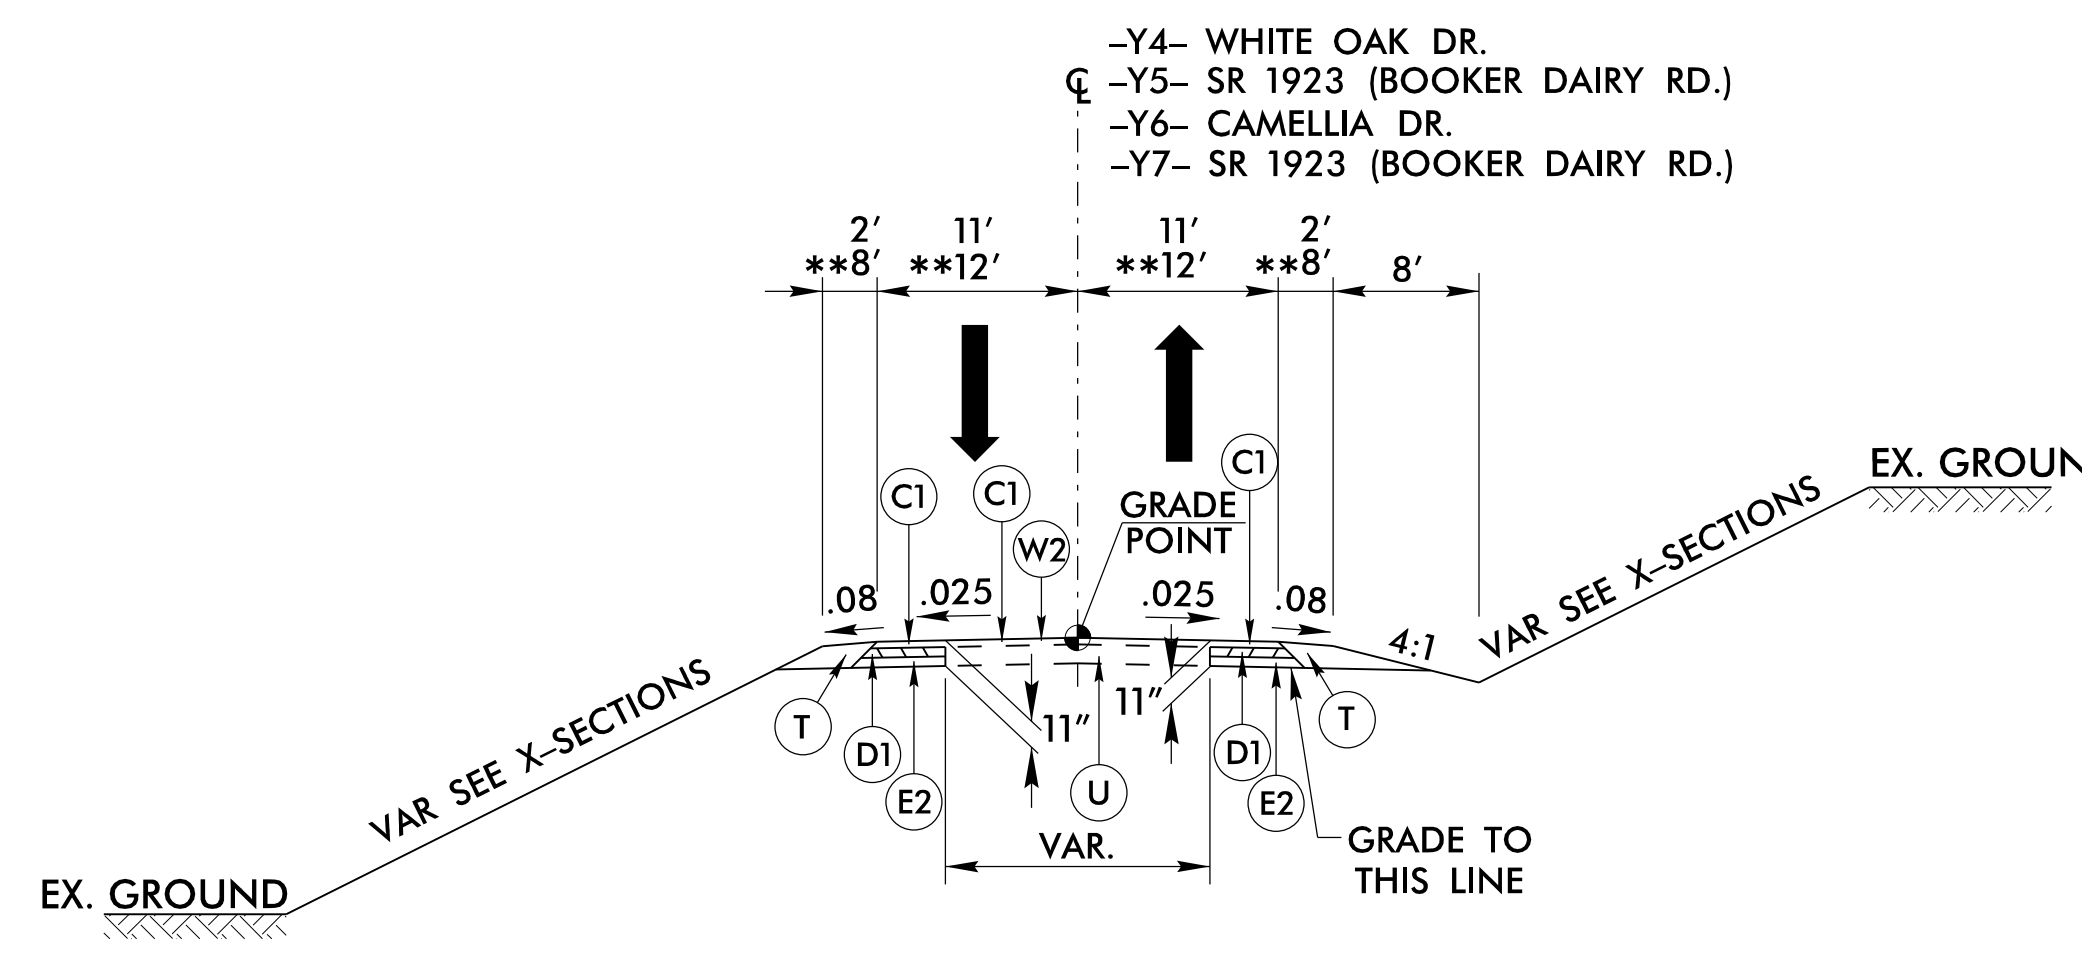 –Y4– WHITE OAK DR.
℄ –Y5– SR 1923 (BOOKER DAIRY RD.)
–Y6– CAMELLIA DR.
–Y7– SR 1923 (BOOKER DAIRY RD.)
2' 11' 11' 2'
**8' **12' **12' **8' 8'
C1 C1 C1
W2
GRADE
POINT
EX. GROUN
VAR SEE X–SECTIONS
.08 .025 .025 .08
4:1
T D1 E2 11" U 11" D1 E2 T
VAR SEE X–SECTIONS
VAR.
GRADE TO
THIS LINE
EX. GROUND